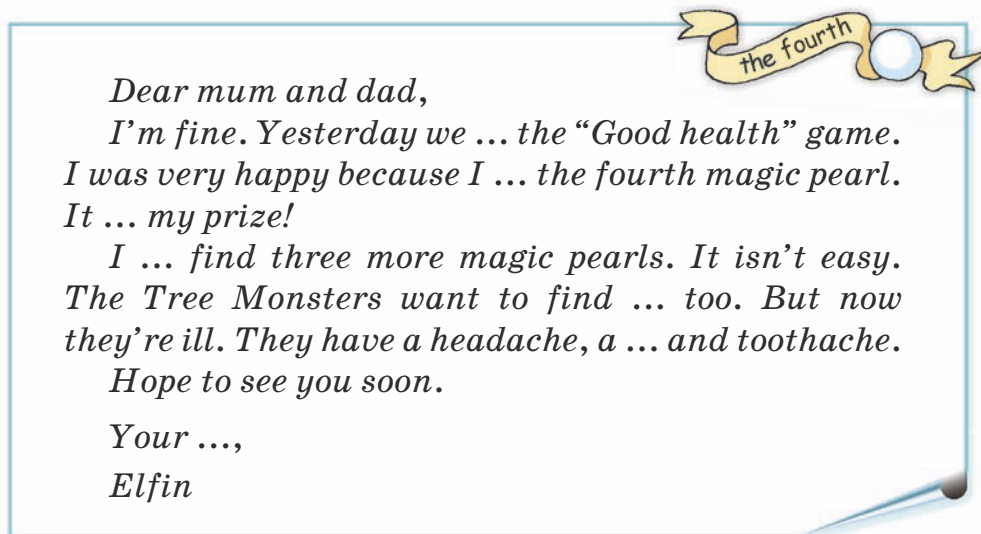 the fourth
Dear mum and dad,
I'm fine. Yesterday we ... the “Good health” game.
I was very happy because I ... the fourth magic pearl.
It ... my prize!
I ... find three more magic pearls. It isn't easy.
The Tree Monsters want to find ... too. But now
they're ill. They have a headache, a ... and toothache.
Hope to see you soon.
Your ...,
Elfin